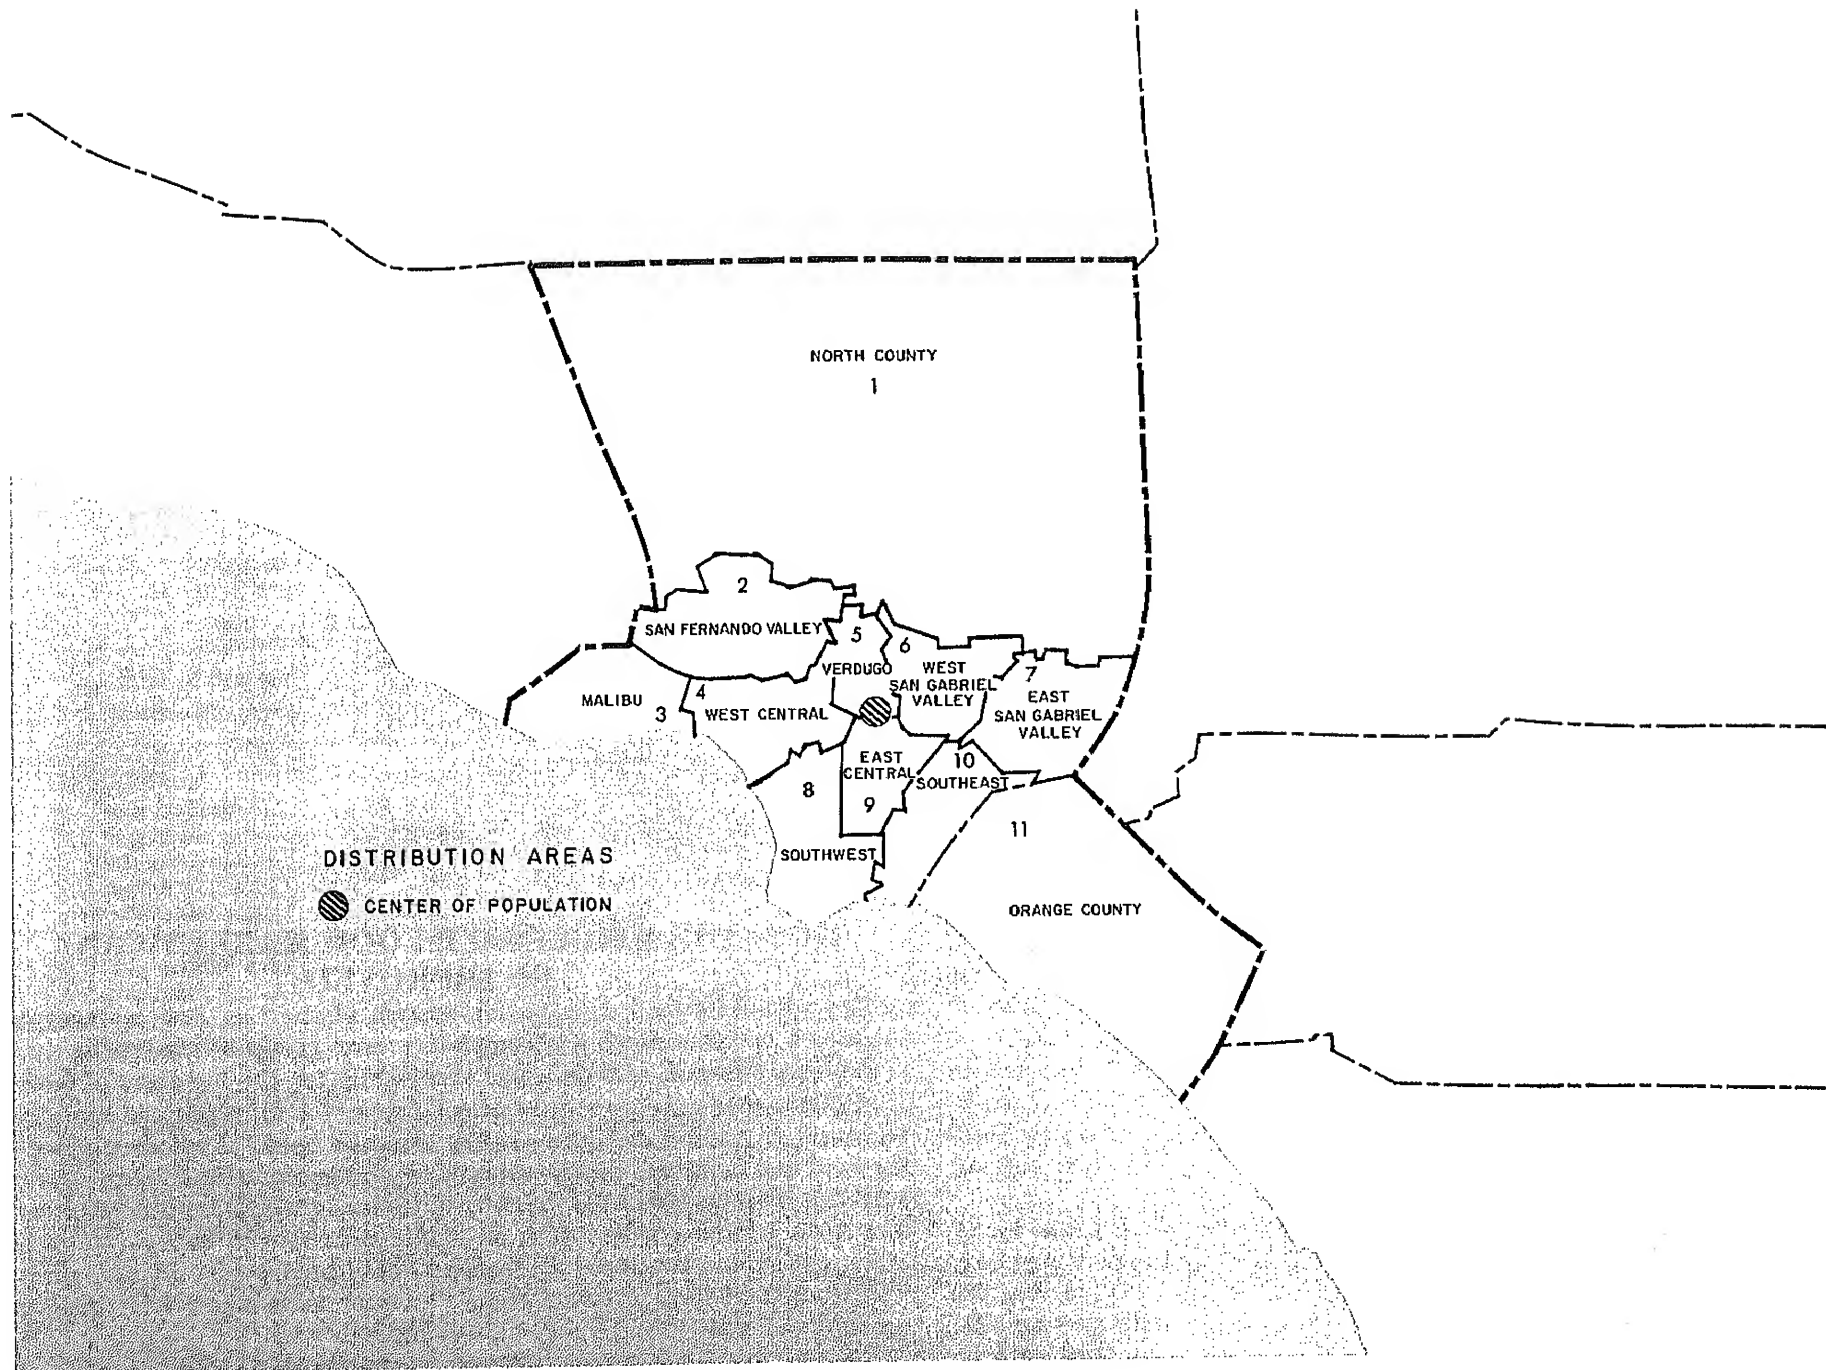 NORTH COUNTY
1
2
SAN FERNANDO VALLEY
5
VERDUGO
6
WEST
SAN GABRIEL
VALLEY
7
EAST
SAN GABRIEL
VALLEY
MALIBU
3
4
WEST CENTRAL
8
SOUTHWEST
EAST
CENTRAL
9
10
SOUTHEAST
11
ORANGE COUNTY
DISTRIBUTION AREAS
CENTER OF POPULATION